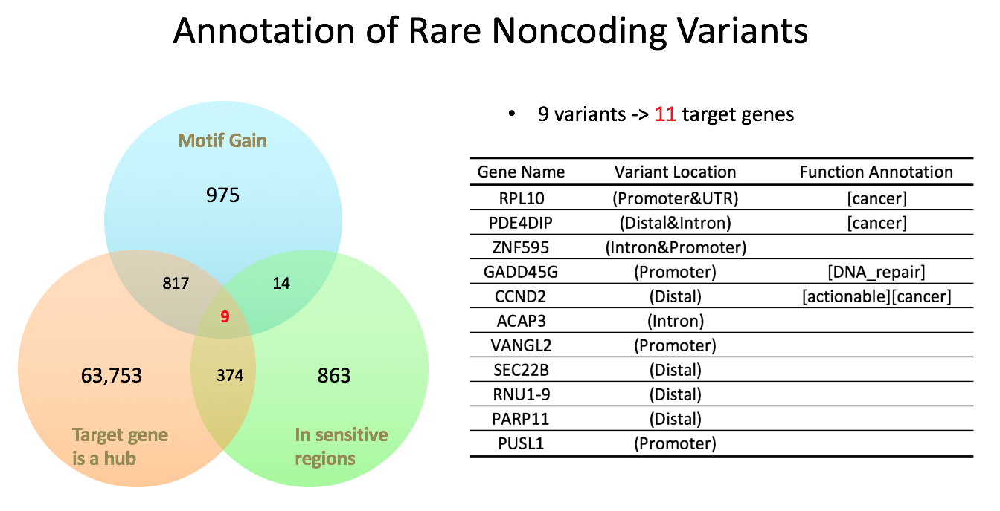 Annotation of Rare Noncoding Variants
Motif Gain
975
817
14
9
63,753
374
863
Target gene
is a hub
In sensitive
regions
• 9 variants -> 11 target genes
Gene Name Variant Location Function Annotation
RPL10 (Promoter&UTR) [cancer]
PDE4DIP (Distal&Intron) [cancer]
ZNF595 (Intron&Promoter)
GADD45G (Promoter) [DNA_repair]
CCND2 (Distal) [actionable][cancer]
ACAP3 (Intron)
VANGL2 (Promoter)
SEC22B (Distal)
RNU1-9 (Distal)
PARP11 (Distal)
PUSL1 (Promoter)